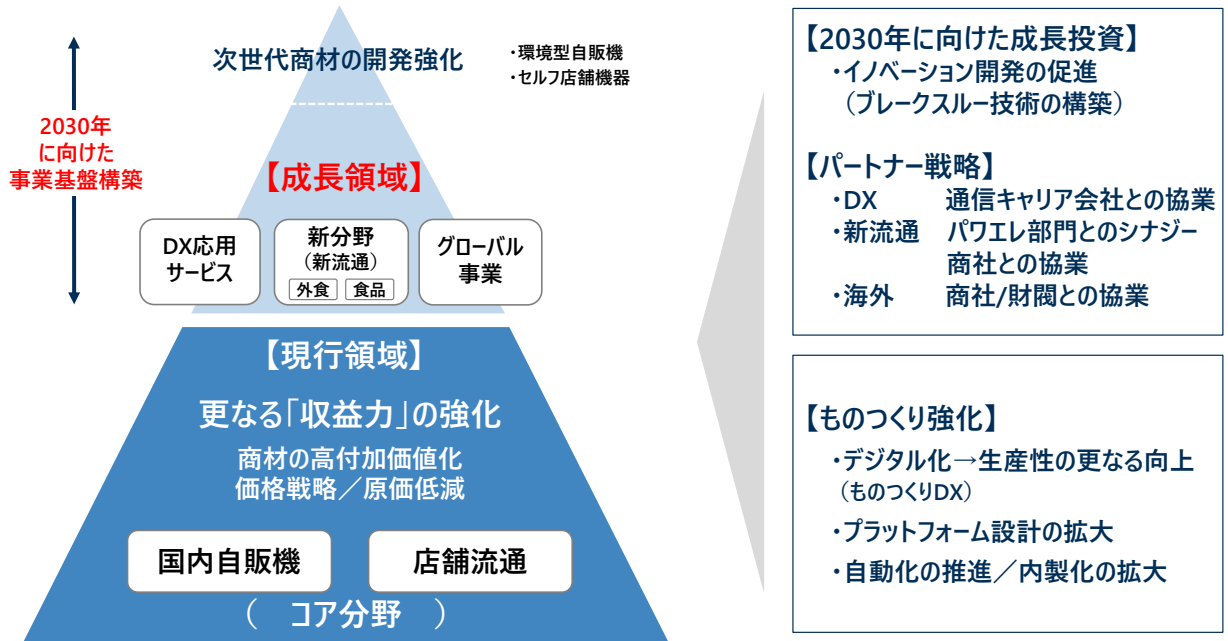 次世代商材の開発強化
・環境型自販機
・セルフ店舗機器
2030年
に向けた
事業基盤構築
【成長領域】
DX応用
サービス
新分野
（新流通）
外食 食品
グローバル
事業
【現行領域】
更なる「収益力」の強化
商材の高付加価値化
価格戦略／原価低減
国内自販機
店舗流通
（ コア分野 ）
【2030年に向けた成長投資】
・イノベーション開発の促進
（ブレークスルー技術の構築）
【パートナー戦略】
・DX 通信キャリア会社との協業
・新流通 パワエレ部門とのシナジー
商社との協業
・海外 商社/財閥との協業
【ものつくり強化】
・デジタル化→生産性の更なる向上
（ものつくりDX）
・プラットフォーム設計の拡大
・自動化の推進／内製化の拡大